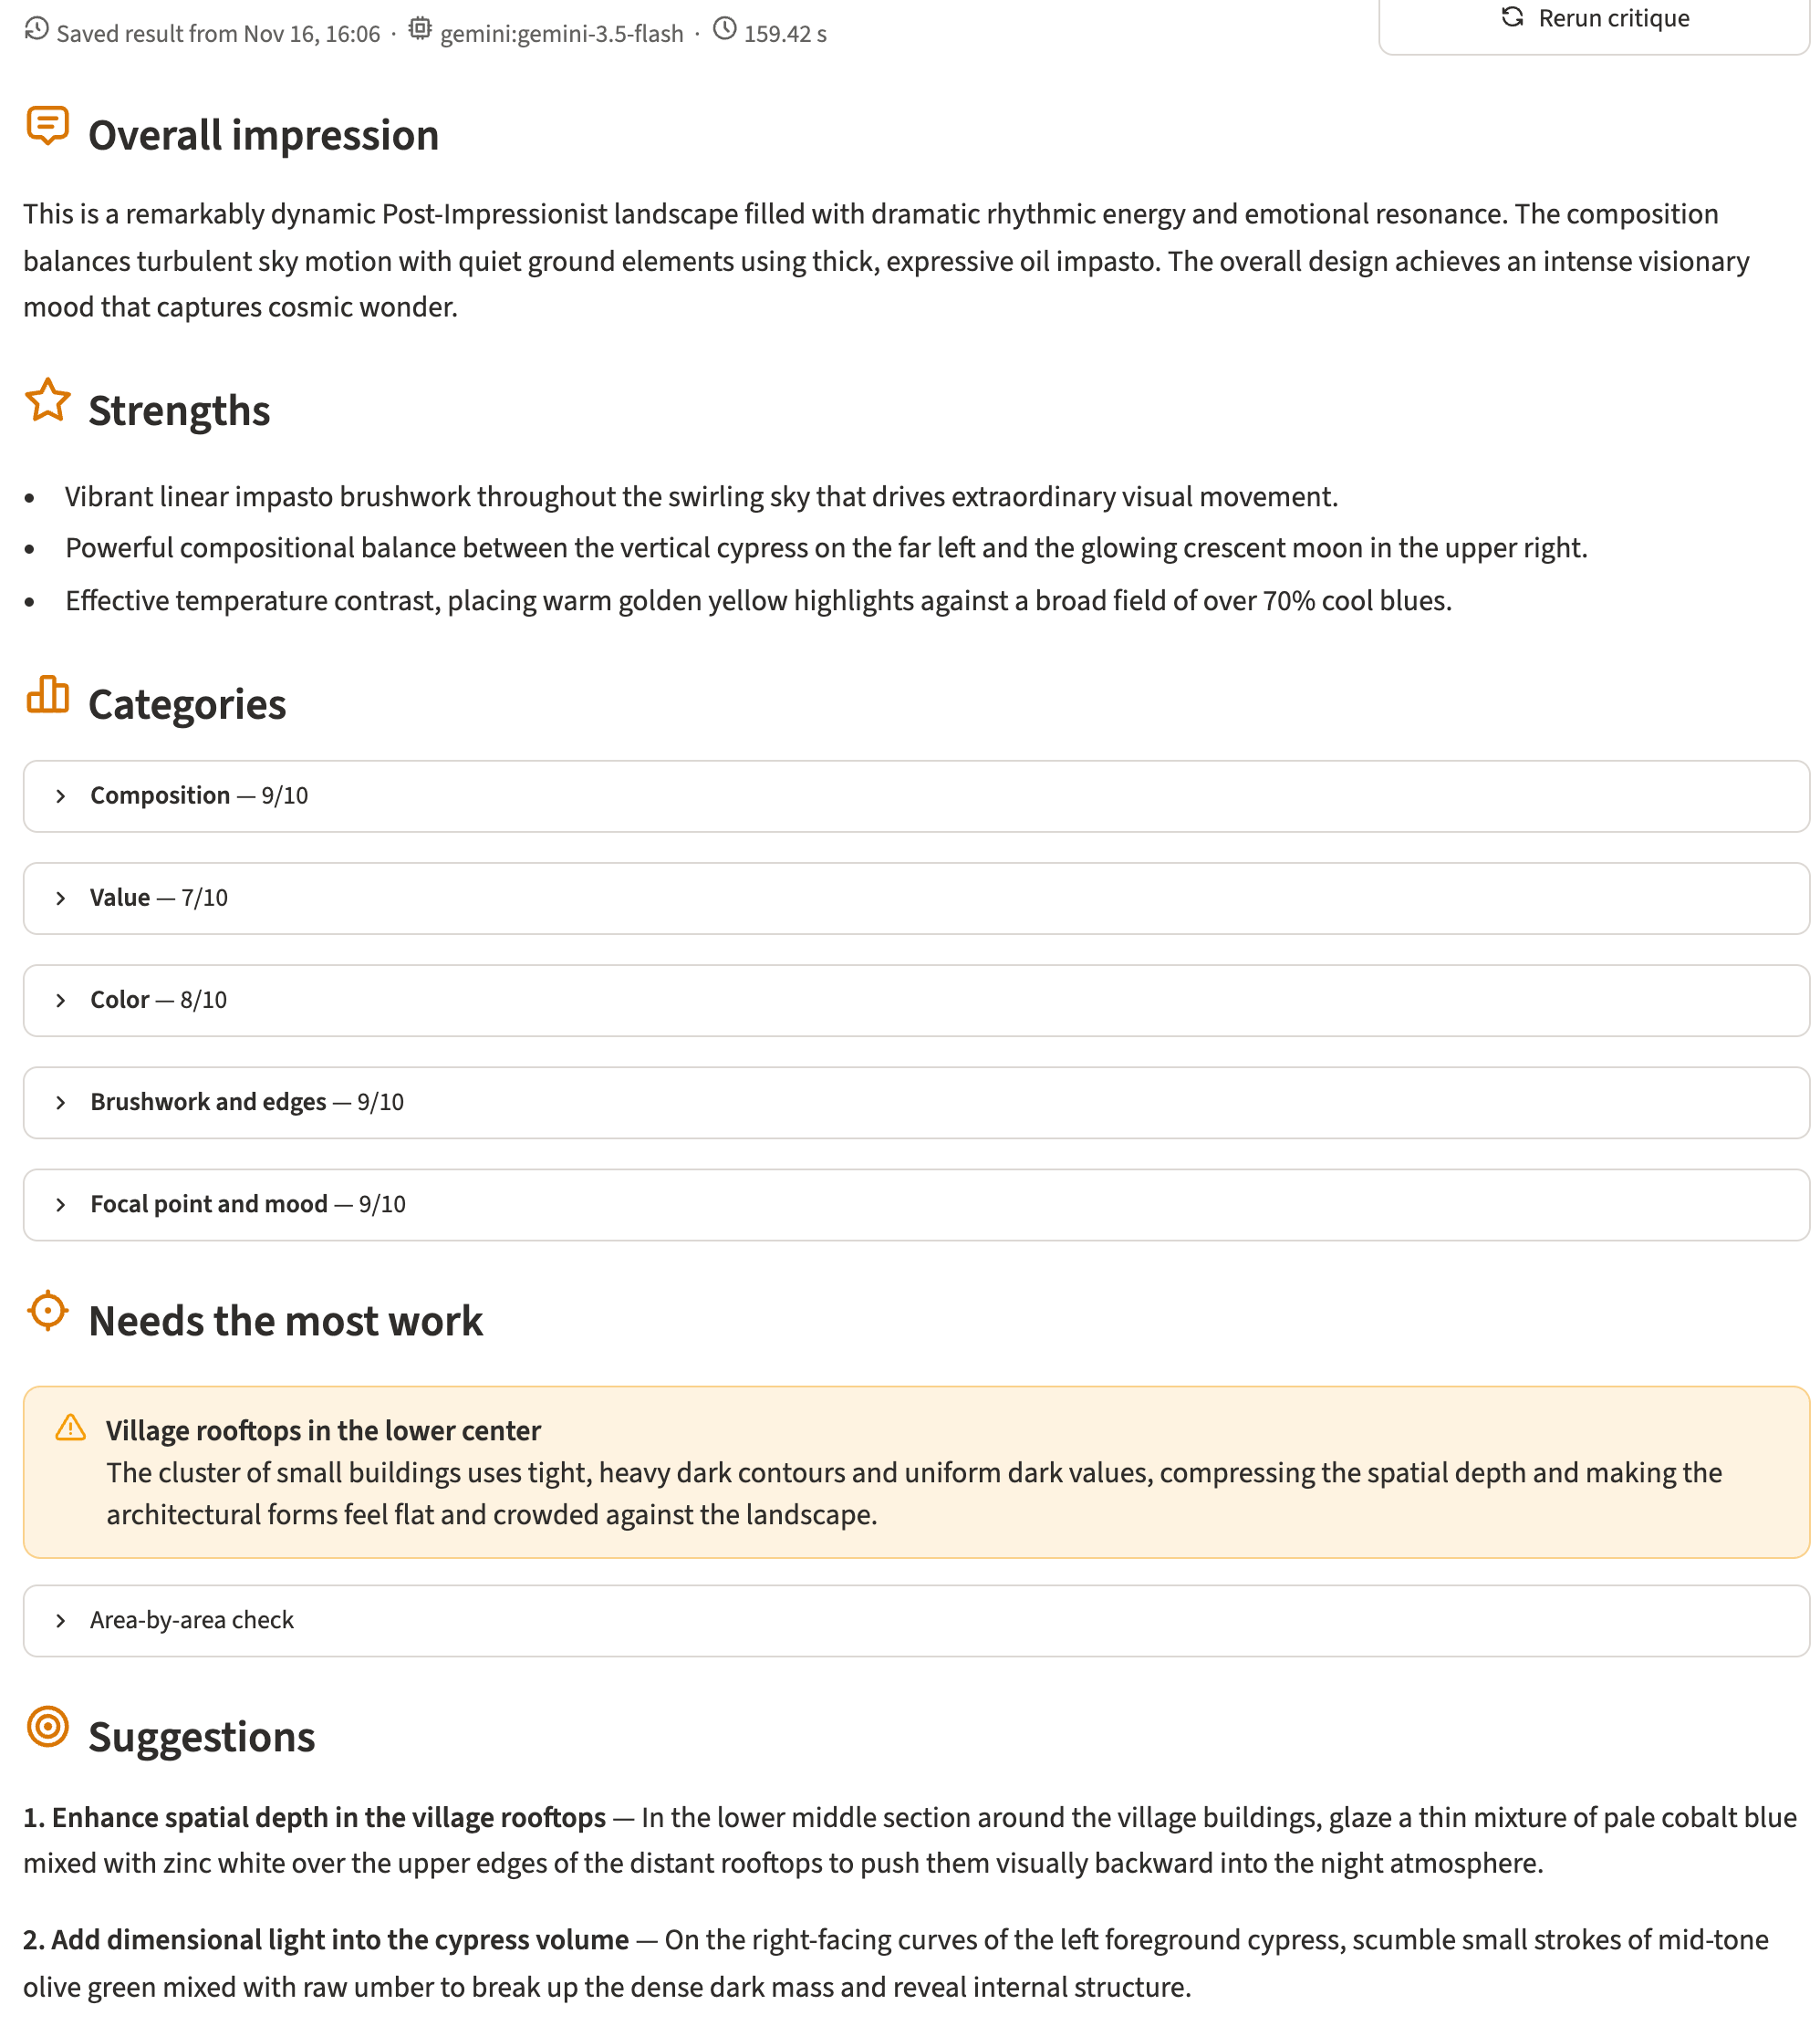 Saved result from Nov 16, 16:06 · gemini:gemini-3.5-flash · 159.42 s
Rerun critique
Overall impression
This is a remarkably dynamic Post-Impressionist landscape filled with dramatic rhythmic energy and emotional resonance. The composition
balances turbulent sky motion with quiet ground elements using thick, expressive oil impasto. The overall design achieves an intense visionary
mood that captures cosmic wonder.
Strengths
• Vibrant linear impasto brushwork throughout the swirling sky that drives extraordinary visual movement.
• Powerful compositional balance between the vertical cypress on the far left and the glowing crescent moon in the upper right.
• Effective temperature contrast, placing warm golden yellow highlights against a broad field of over 70% cool blues.
Categories
Composition — 9/10
Value — 7/10
Color — 8/10
Brushwork and edges — 9/10
Focal point and mood — 9/10
Needs the most work
Village rooftops in the lower center
The cluster of small buildings uses tight, heavy dark contours and uniform dark values, compressing the spatial depth and making the
architectural forms feel flat and crowded against the landscape.
Area-by-area check
Suggestions
1. Enhance spatial depth in the village rooftops — In the lower middle section around the village buildings, glaze a thin mixture of pale cobalt blue
mixed with zinc white over the upper edges of the distant rooftops to push them visually backward into the night atmosphere.
2. Add dimensional light into the cypress volume — On the right-facing curves of the left foreground cypress, scumble small strokes of mid-tone
olive green mixed with raw umber to break up the dense dark mass and reveal internal structure.